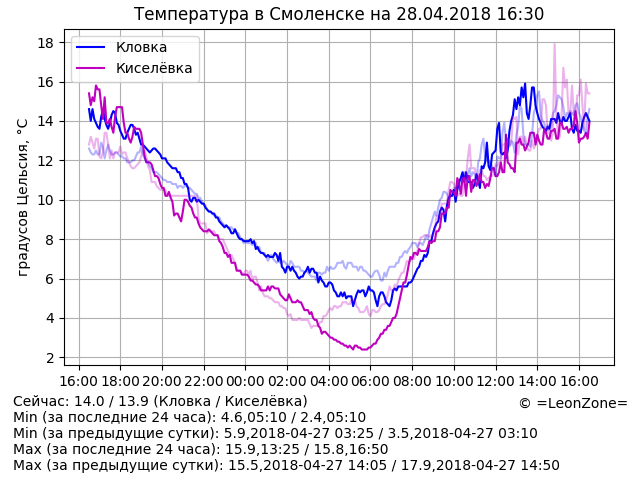 Температура в Смоленске на 28.04.2018 16:30
Кловка
Киселёвка
градусов Цельсия, °C
18
16
14
12
10
8
6
4
2
16:00 18:00 20:00 22:00 00:00 02:00 04:00 06:00 08:00 10:00 12:00 14:00 16:00
Сейчас: 14.0 / 13.9 (Кловка / Киселёвка)
© =LeonZone=
Min (за последние 24 часа): 4.6,05:10 / 2.4,05:10
Min (за предыдущие сутки): 5.9,2018-04-27 03:25 / 3.5,2018-04-27 03:10
Max (за последние 24 часа): 15.9,13:25 / 15.8,16:50
Max (за предыдущие сутки): 15.5,2018-04-27 14:05 / 17.9,2018-04-27 14:50